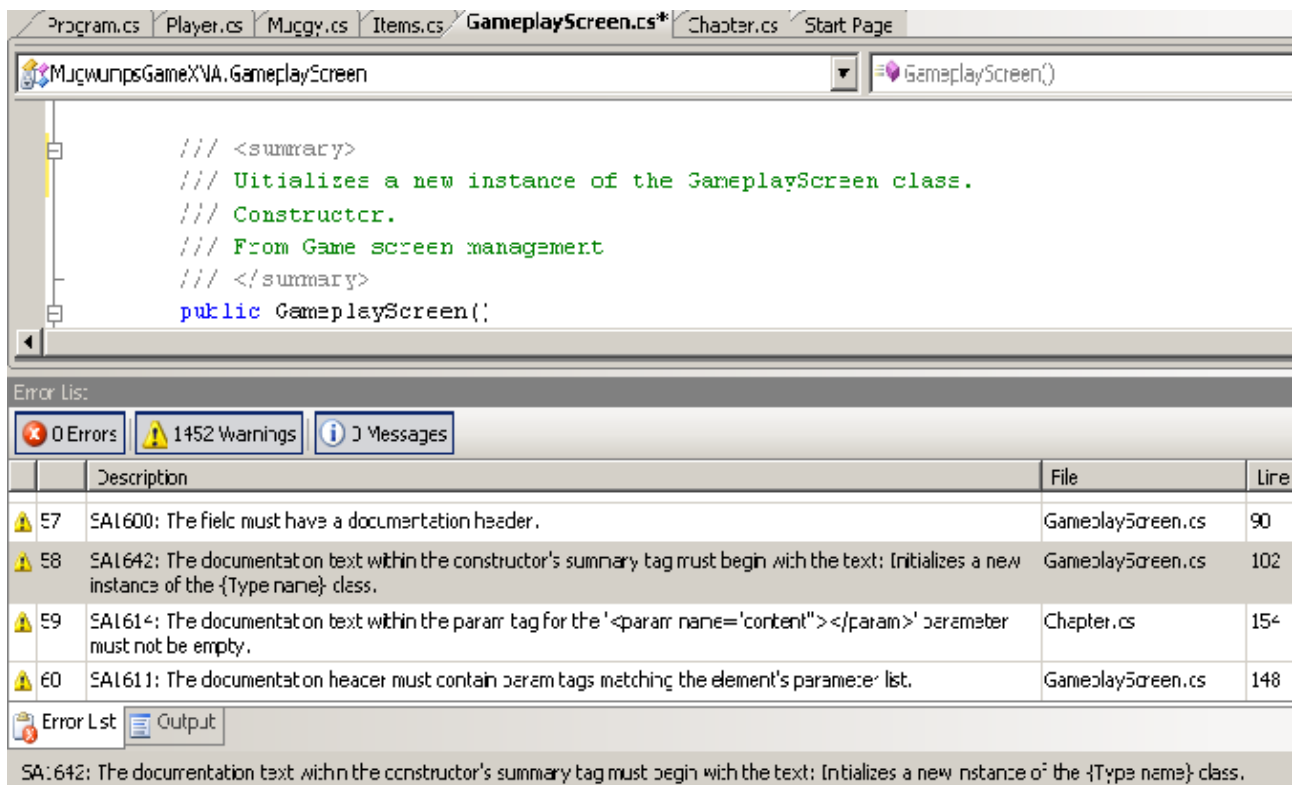 Program.cs Player.cs Muggy.cs Items.cs GameplayScreen.cs* Chapter.cs Start Page
MugwumpsGameXNA.GameplayScreen GameplayScreen()
/// <summary>
/// Uitializes a new instance of the GameplayScreen class.
/// Constructor.
/// From Game screen management
/// </summary>
public GameplayScreen()
Error List
0 Errors 1452 Warnings 0 Messages
Description File Line
57 SA1600: The field must have a documentation header. GameplayScreen.cs 90
58 SA1642: The documentation text within the constructor's summary tag must begin with the text: Initializes a new GameplayScreen.cs 102
instance of the {Type name} class.
59 SA1614: The documentation text within the param tag for the '<param name="content"></param>' parameter Chapter.cs 154
must not be empty.
60 SA1611: The documentation header must contain param tags matching the element's parameter list. GameplayScreen.cs 148
Error List Output
SA1642: The documentation text within the constructor's summary tag must begin with the text: Initializes a new instance of the {Type name} class.